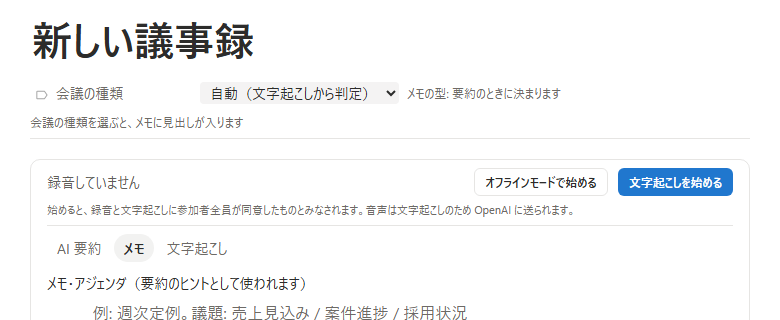 新しい議事録
会議の種類 自動（文字起こしから判定） メモの型: 要約のときに決まります
会議の種類を選ぶと、メモに見出しが入ります
録音していません オフラインモードで始める 文字起こしを始める
始めると、録音と文字起こしに参加者全員が同意したものとみなされます。音声は文字起こしのため OpenAI に送られます。
AI 要約 メモ 文字起こし
メモ・アジェンダ（要約のヒントとして使われます）
例: 週次定例。議題: 売上見込み / 案件進捗 / 採用状況